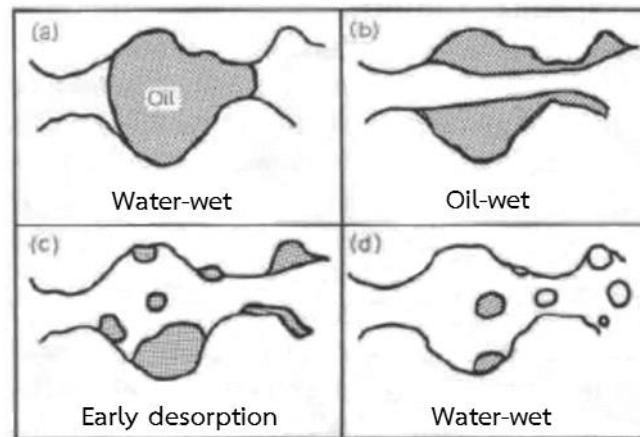 (a)
Oil
Water-wet
(b)
Oil-wet
(c)
Early desorption
(d)
Water-wet